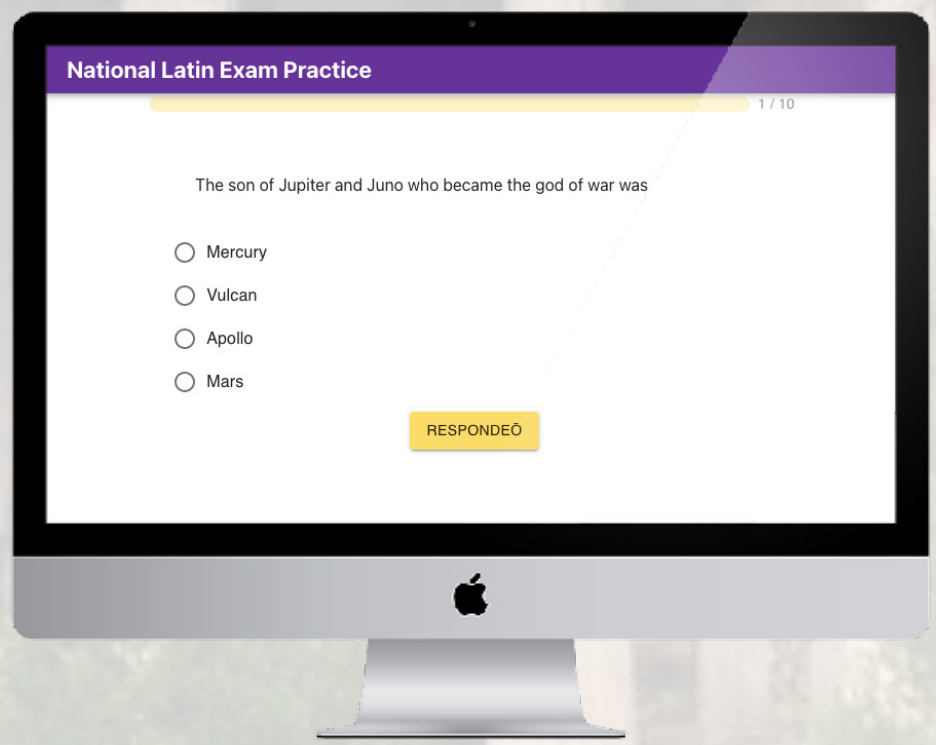 National Latin Exam Practice
1 / 10
The son of Jupiter and Juno who became the god of war was
Mercury
Vulcan
Apollo
Mars
RESPONDEŌ